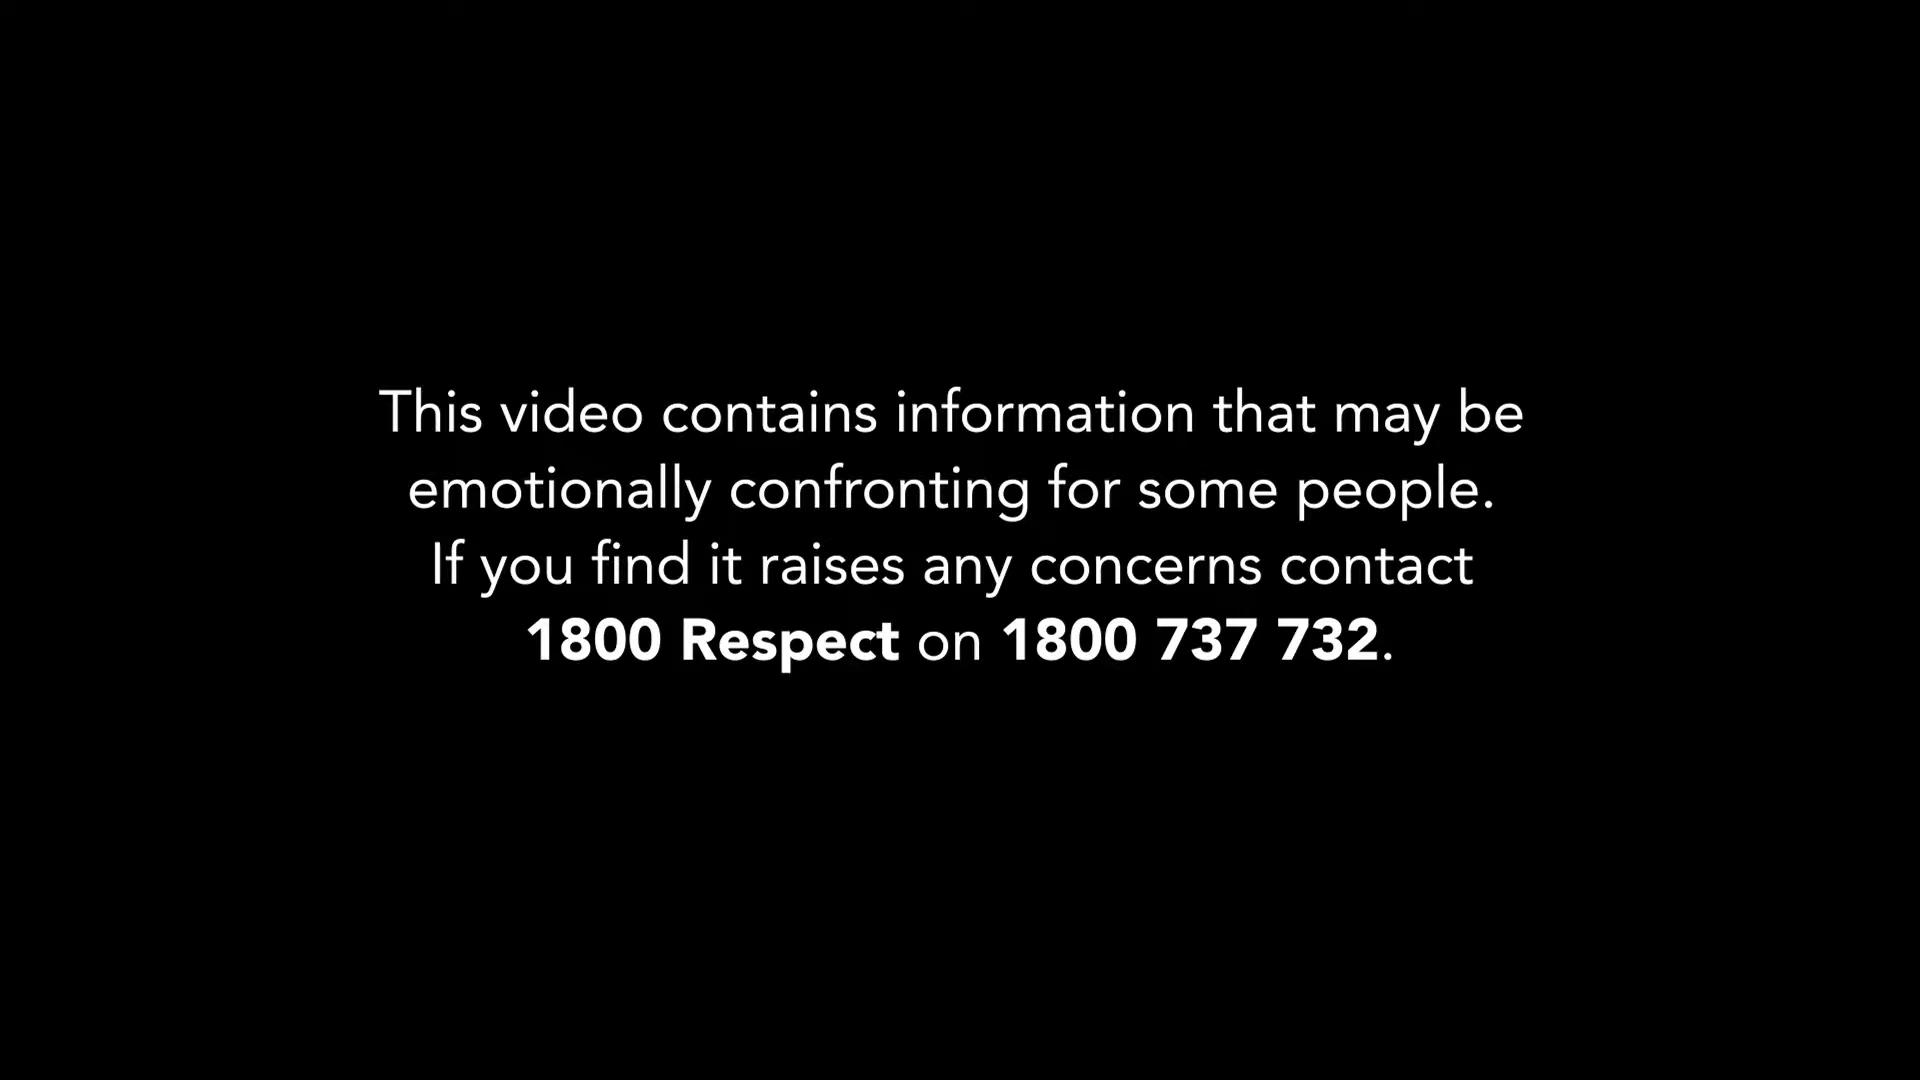 This video contains information that may be
emotionally confronting for some people.
If you find it raises any concerns contact
1800 Respect on 1800 737 732.